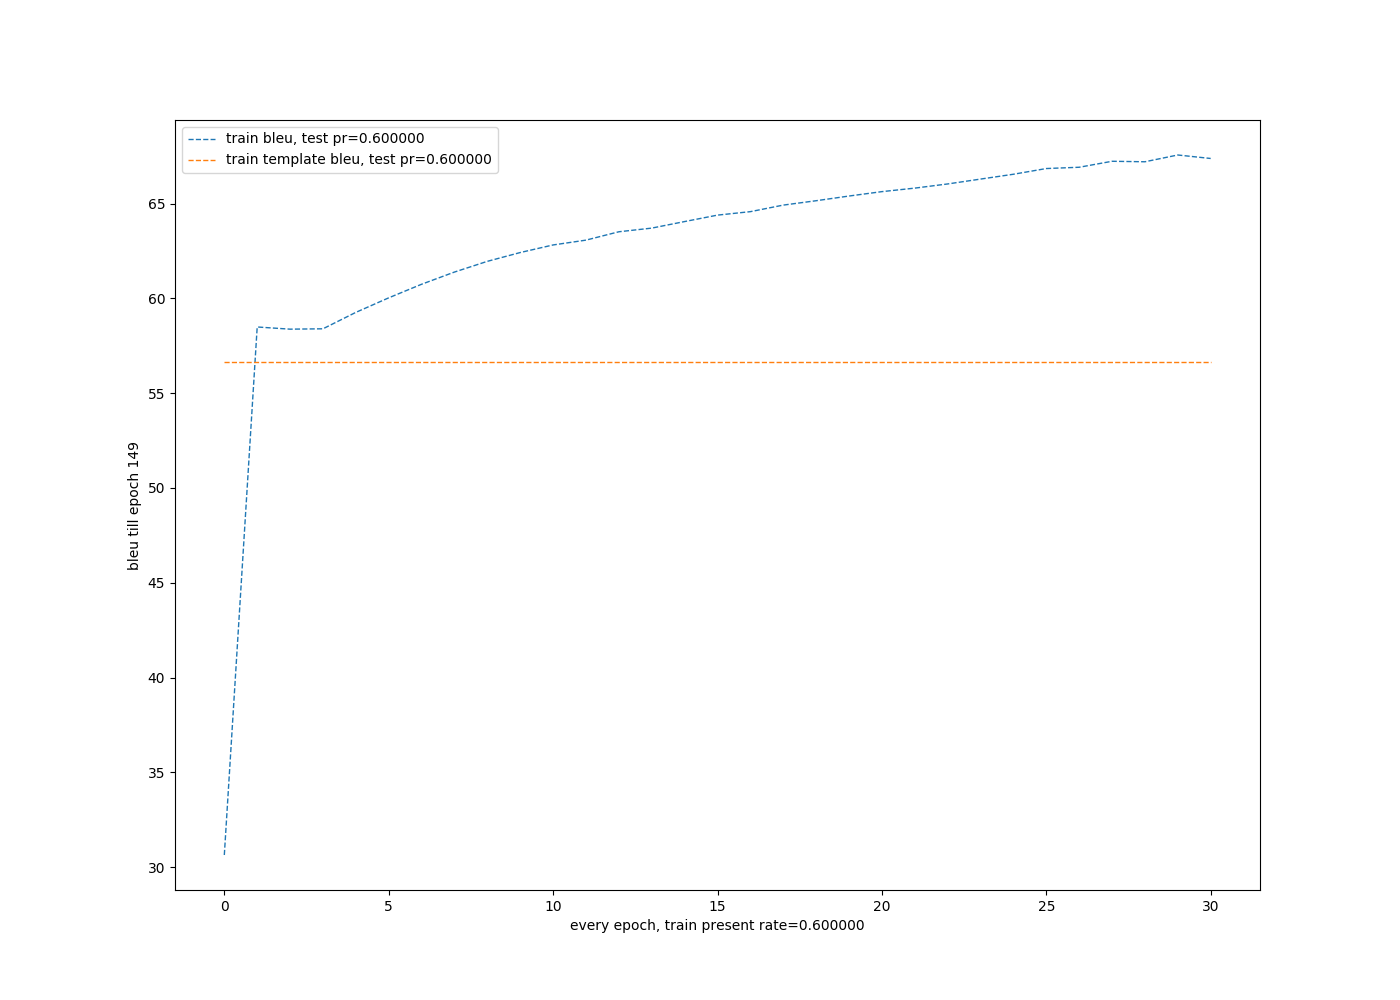 train bleu, test pr=0.600000
train template bleu, test pr=0.600000
65
60
55
50
45
40
35
30
bleu till epoch 149
0 5 10 15 20 25 30
every epoch, train present rate=0.600000